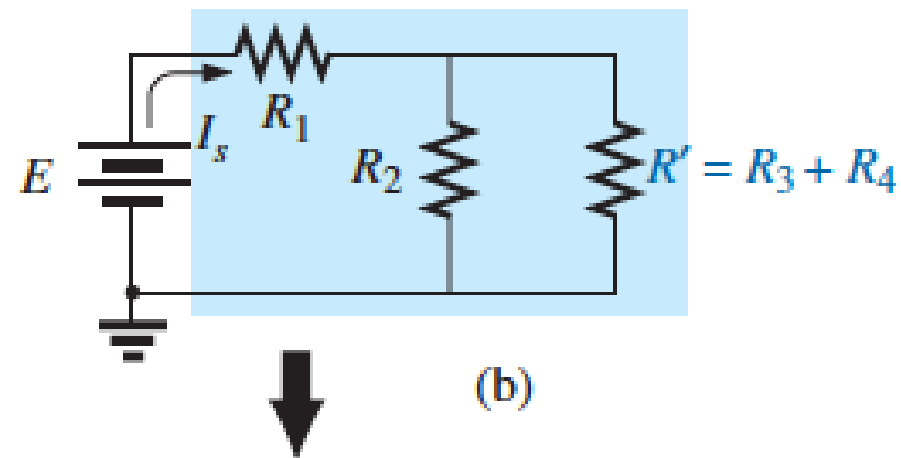 R₁
Iₛ
E
R₂
R′ = R₃ + R₄
(b)